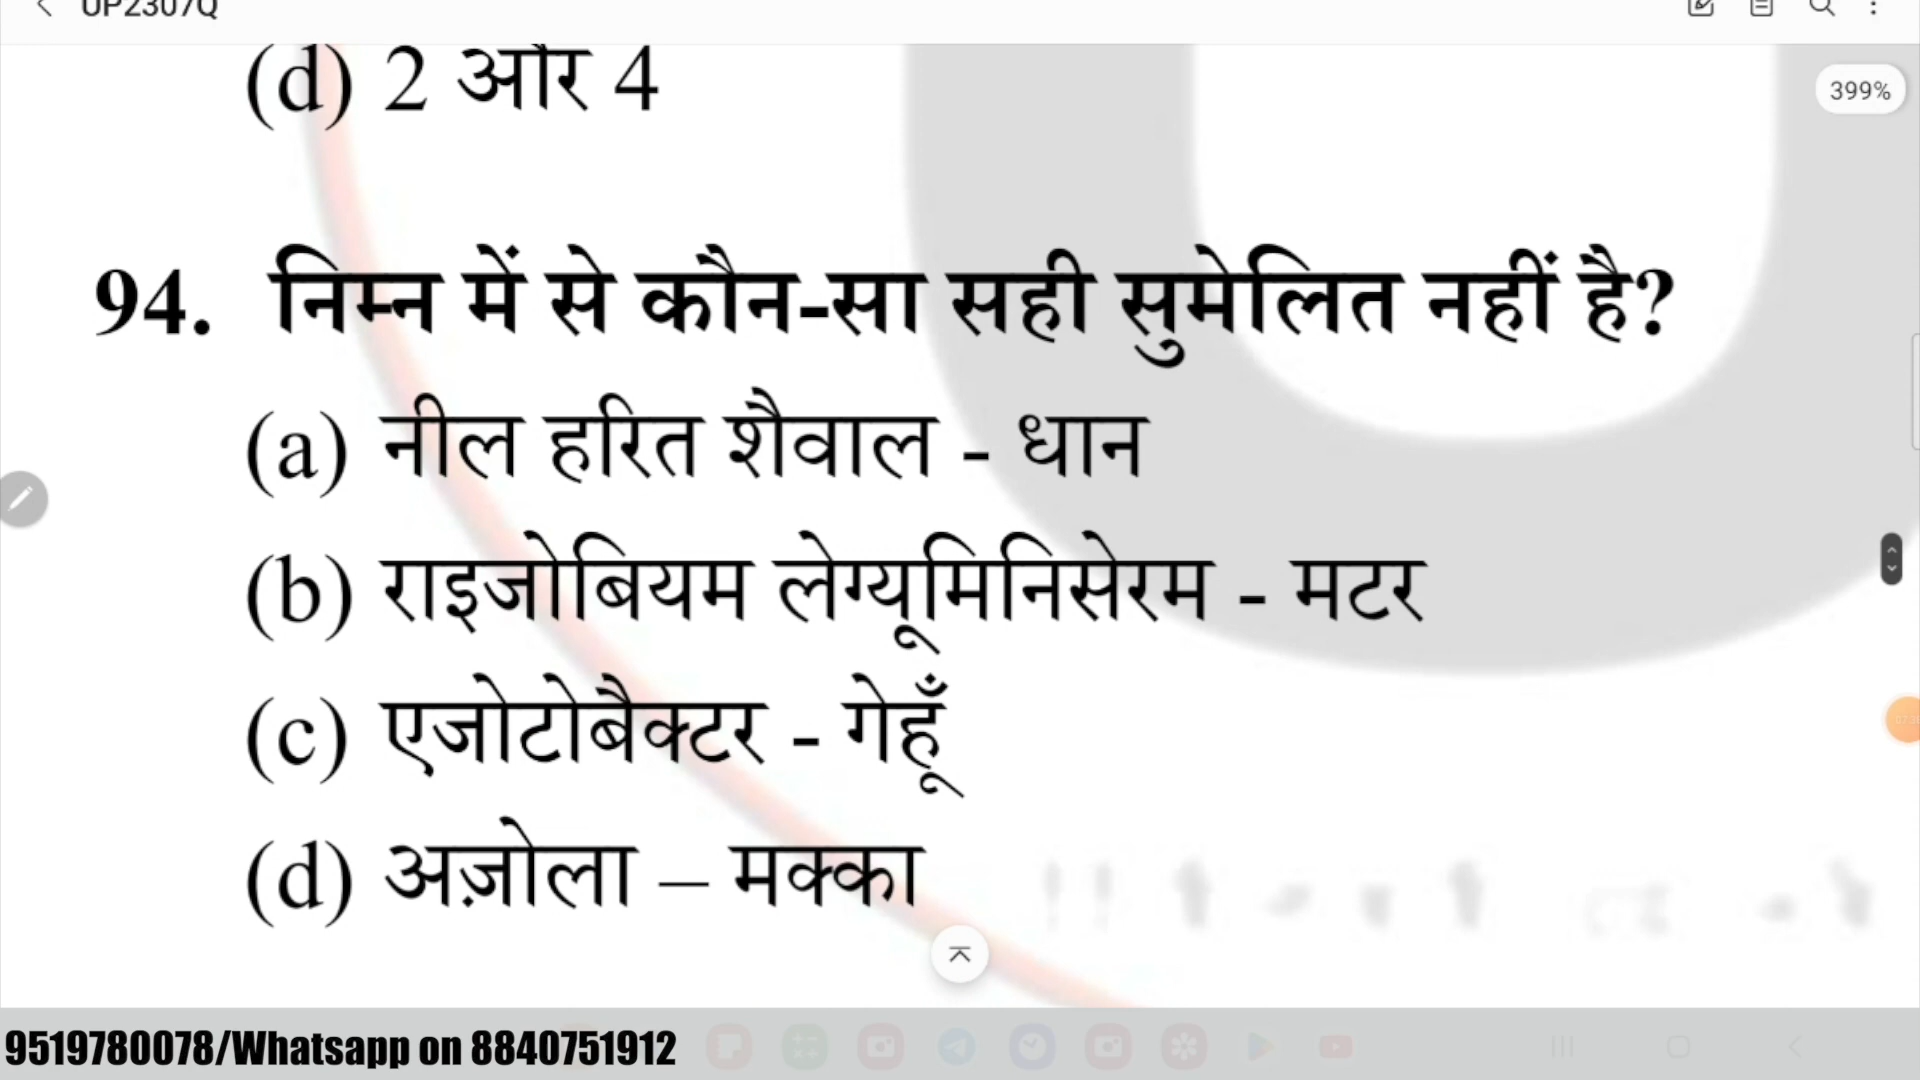 UP2307Q
(d) 2 और 4
399%
94. निम्न में से कौन-सा सही सुमेलित नहीं है?
(a) नील हरित शैवाल - धान
(b) राइजोबियम लेग्यूमिनिसेरम - मटर
(c) एजोटोबैक्टर - गेहूँ
(d) अज़ोला – मक्का
9519780078/Whatsapp on 8840751912